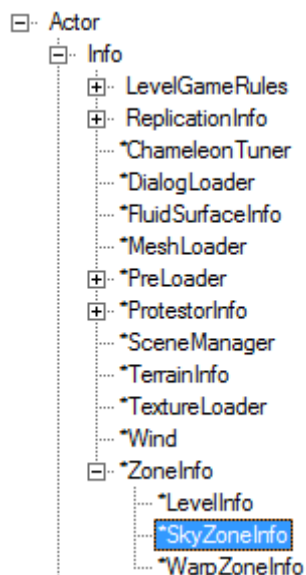 Actor
Info
LevelGameRules
ReplicationInfo
*ChameleonTuner
*DialogLoader
*FluidSurfaceInfo
*MeshLoader
*PreLoader
*ProtestorInfo
*SceneManager
*TerrainInfo
*TextureLoader
*Wind
*ZoneInfo
*LevelInfo
*SkyZoneInfo
*WarpZoneInfo